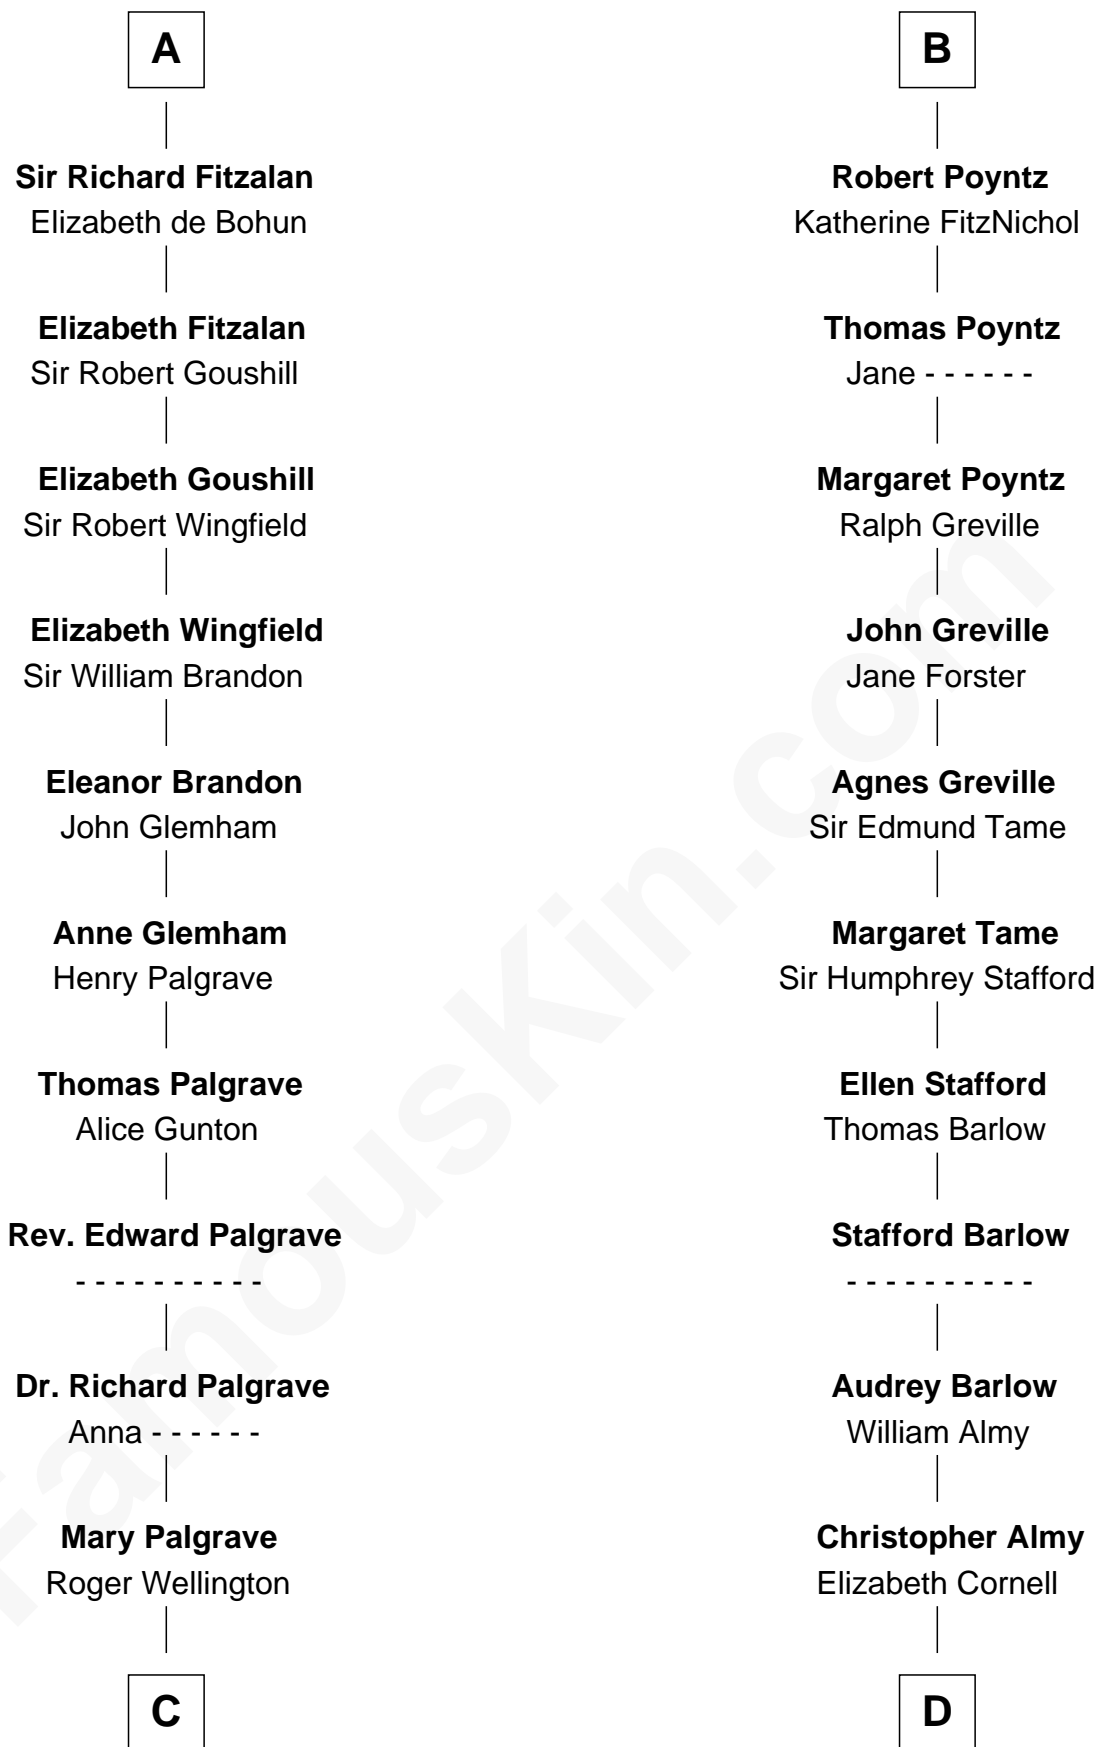 A
Sir Richard Fitzalan
Elizabeth de Bohun
Elizabeth Fitzalan
Sir Robert Goushill
Elizabeth Goushill
Sir Robert Wingfield
Elizabeth Wingfield
Sir William Brandon
Eleanor Brandon
John Glemham
Anne Glemham
Henry Palgrave
Thomas Palgrave
Alice Gunton
Rev. Edward Palgrave
- - - - - - - - - -
Dr. Richard Palgrave
Anna - - - - - -
Mary Palgrave
Roger Wellington
C
B
Robert Poyntz
Katherine FitzNichol
Thomas Poyntz
Jane - - - - - -
Margaret Poyntz
Ralph Greville
John Greville
Jane Forster
Agnes Greville
Sir Edmund Tame
Margaret Tame
Sir Humphrey Stafford
Ellen Stafford
Thomas Barlow
Stafford Barlow
- - - - - - - - - -
Audrey Barlow
William Almy
Christopher Almy
Elizabeth Cornell
D
FamousKin.com